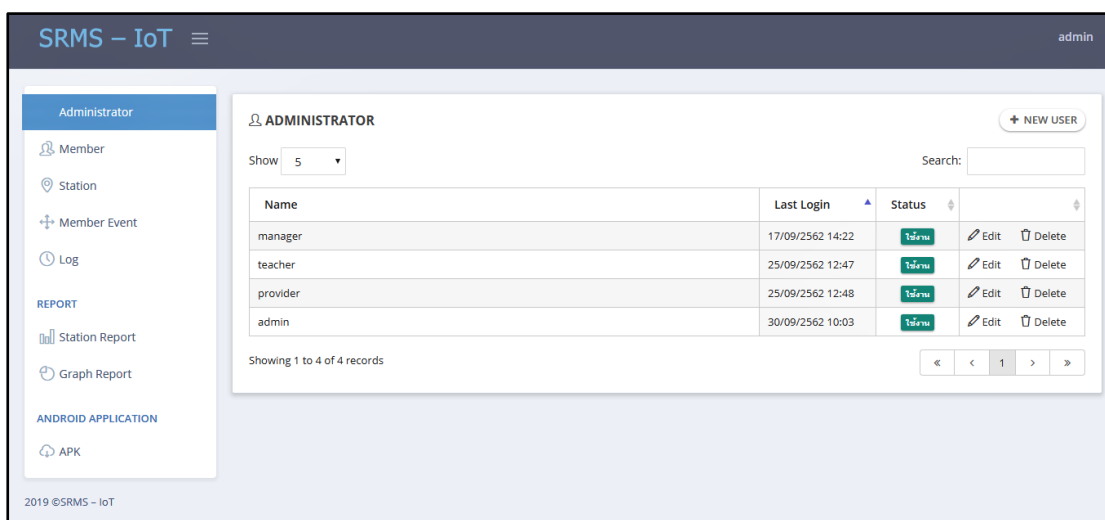 SRMS – IoT
admin
Administrator
Member
Station
Member Event
Log
REPORT
Station Report
Graph Report
ANDROID APPLICATION
APK
2019 ©SRMS – IoT
ADMINISTRATOR
+ NEW USER
Show 5
Search:
Name Last Login Status
manager 17/09/2562 14:22 ใช้งาน Edit Delete
teacher 25/09/2562 12:47 ใช้งาน Edit Delete
provider 25/09/2562 12:48 ใช้งาน Edit Delete
admin 30/09/2562 10:03 ใช้งาน Edit Delete
Showing 1 to 4 of 4 records
« ‹ 1 › »